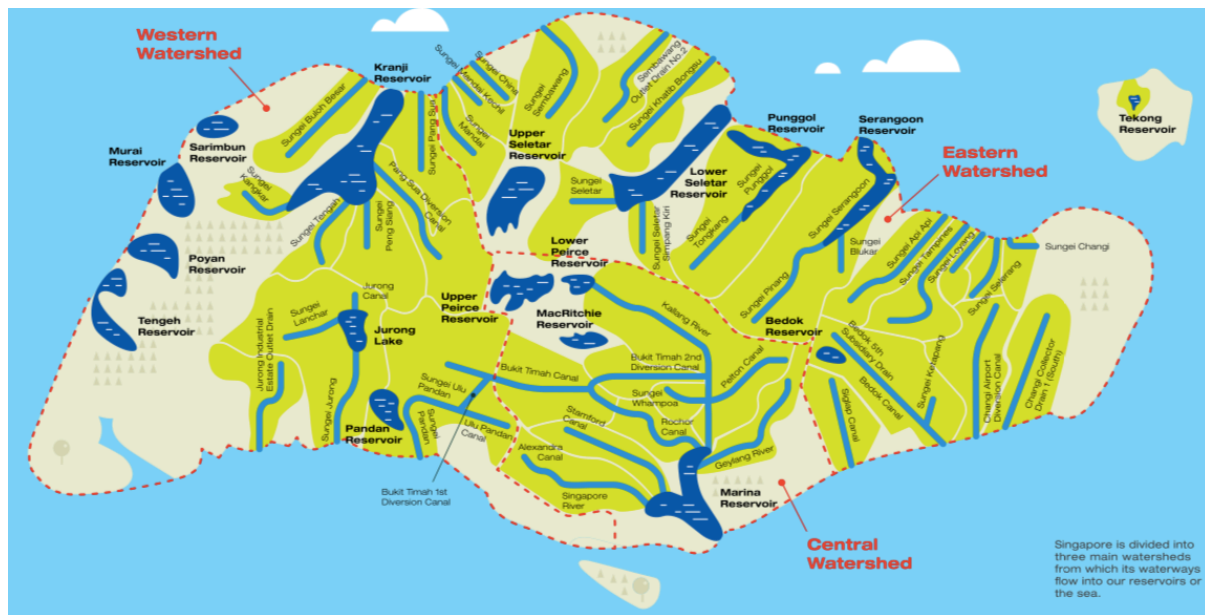 Western
Watershed
Kranji
Reservoir
Sungei Buloh Besar
Sungei Pang Sua
Sungei Mandai Kechil
Sungei China
Sungei
Mandai
Sungei
Sembawang
Sembawang
Outlet Drain No.2
Sungei Khatib Bongsu
Punggol
Reservoir
Serangoon
Reservoir
Tekong
Reservoir
Murai
Reservoir
Sarimbun
Reservoir
Upper
Seletar
Reservoir
Eastern
Watershed
Sungei
Kangkar
Pang Sua Diversion
Canal
Sungei
Seletar
Lower
Seletar
Reservoir
Sungei
Punggol
Sungei Serangoon
Sungei Tengah
Sungei
Peng Siang
Sungei Seletar
Simpang Kiri
Sungei
Tongkang
Sungei
Blukar
Sungei Api Api
Sungei Tampines
Sungei Loyang
Sungei Changi
Poyan
Reservoir
Lower
Peirce
Reservoir
Sungei Pinang
Sungei Selarang
Tengeh
Reservoir
Jurong
Canal
Sungei
Lanchar
Upper
Peirce
Reservoir
MacRitchie
Reservoir
Kallang River
Bedok
Reservoir
Jurong
Lake
Jurong Industrial
Estate Outlet Drain
Bukit Timah Canal
Bukit Timah 2nd
Diversion Canal
Pelton Canal
Bedok 5th
Subsidiary Drain
Sungei Ketapang
Sungei Ulu
Pandan
Sungei
Whampoa
Bedok Canal
Siglap Canal
Changi Airport
Diversion Canal
Changi Collector
Drain 1 (South)
Sungei Jurong
Pandan
Reservoir
Sungei
Pandan
Ulu Pandan
Canal
Stamford
Canal
Rochor
Canal
Alexandra
Canal
Geylang River
Bukit Timah 1st
Diversion Canal
Singapore
River
Marina
Reservoir
Central
Watershed
Singapore is divided into
three main watersheds
from which its waterways
flow into our reservoirs or
the sea.